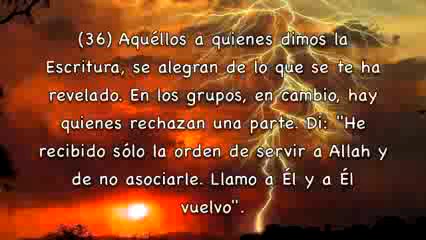 (36) Aquéllos a quienes dimos la
Escritura, se alegran de lo que se te ha
revelado. En los grupos, en cambio, hay
quienes rechazan una parte. Di: "He
recibido sólo la orden de servir a Allah y
de no asociarle. Llamo a Él y a Él
vuelvo".